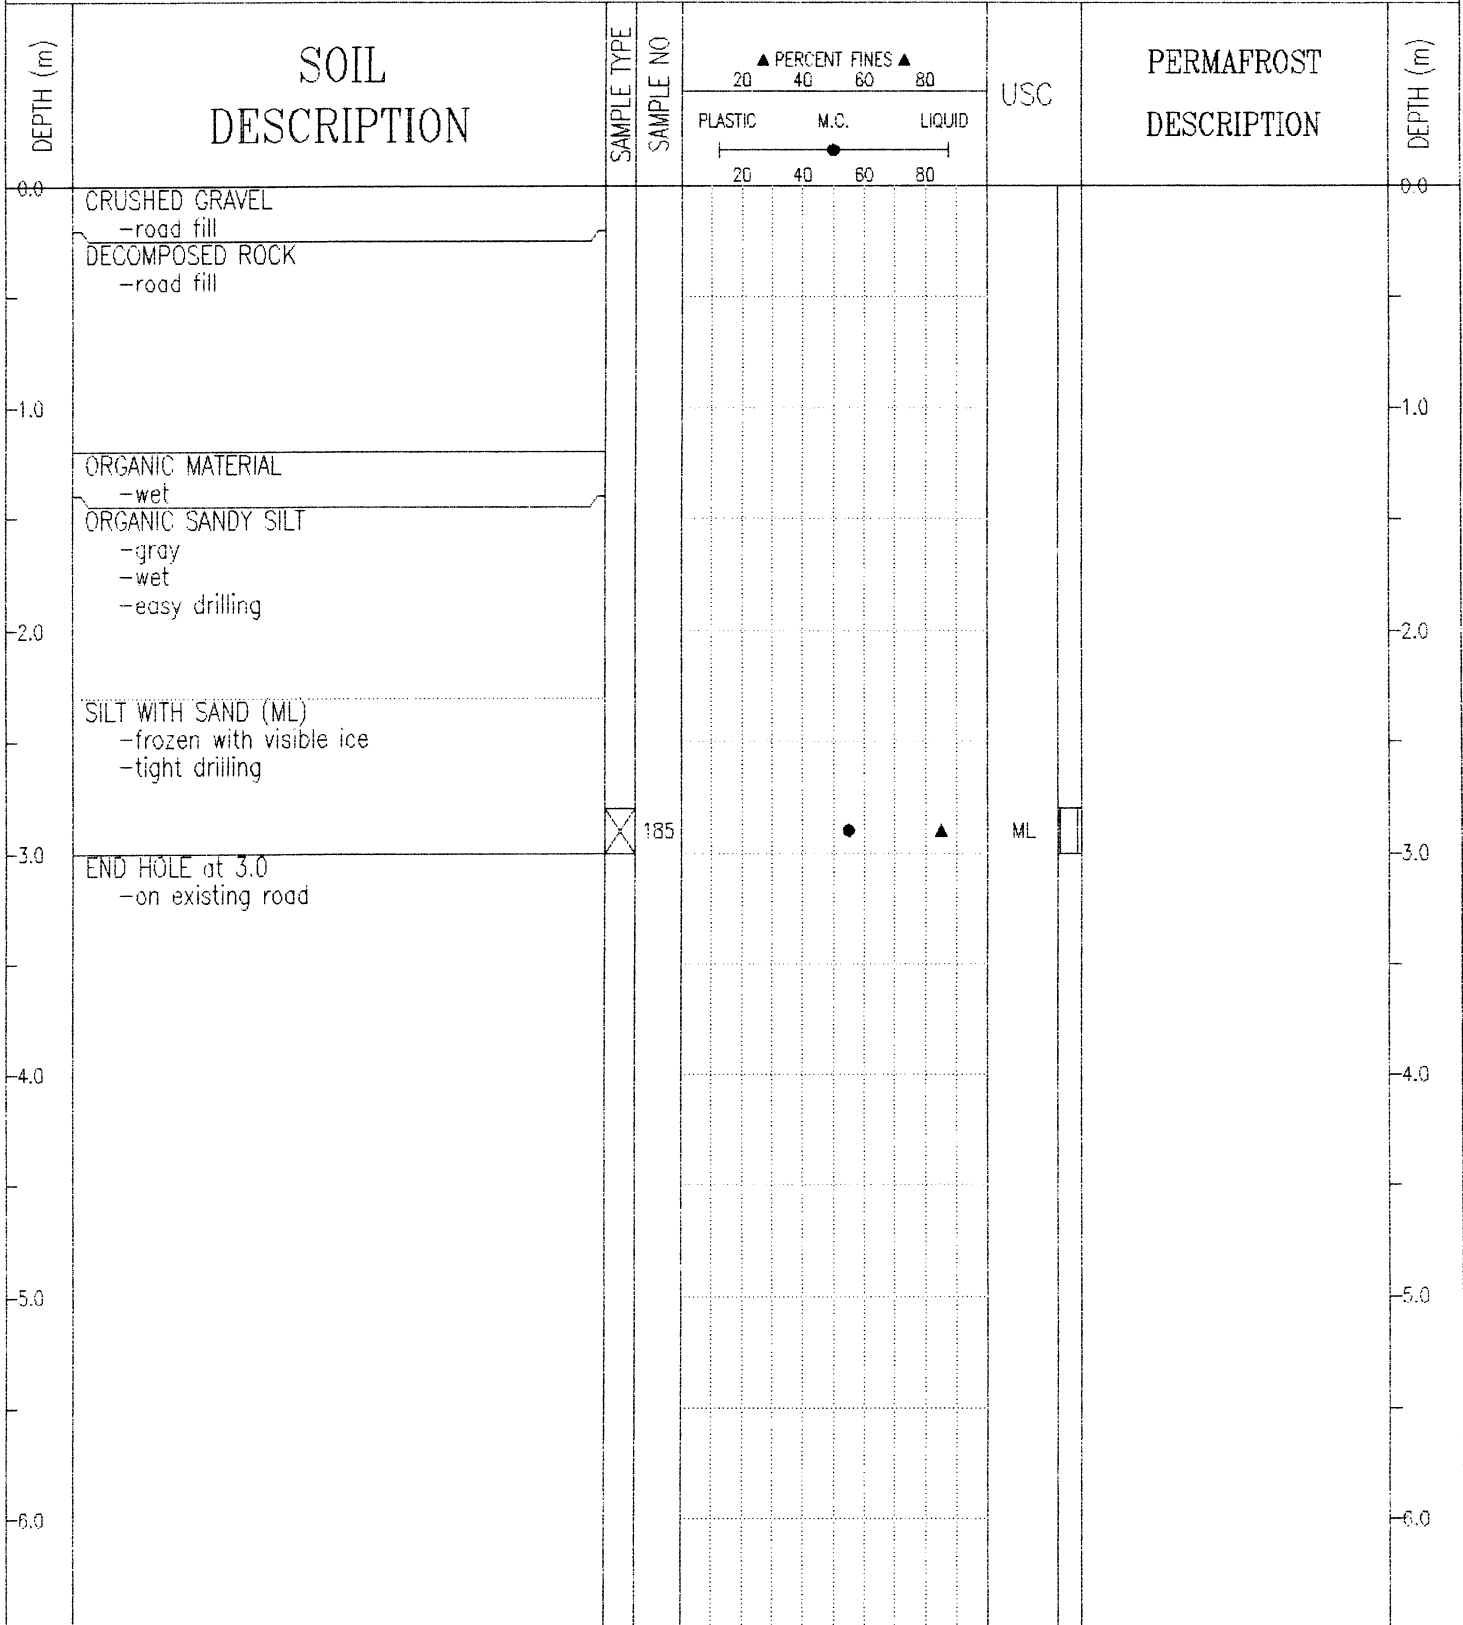 DEPTH (m)
SOIL
DESCRIPTION
SAMPLE TYPE
SAMPLE NO
▲ PERCENT FINES ▲
20 40 60 80
PLASTIC M.C. LIQUID
20 40 60 80
USC
PERMAFROST
DESCRIPTION
DEPTH (m)
0.0
CRUSHED GRAVEL
-road fill
0.0
DECOMPOSED ROCK
-road fill
1.0
1.0
ORGANIC MATERIAL
-wet
ORGANIC SANDY SILT
-gray
-wet
-easy drilling
2.0
2.0
SILT WITH SAND (ML)
-frozen with visible ice
-tight drilling
185
ML
3.0
3.0
END HOLE at 3.0
-on existing road
4.0
4.0
5.0
5.0
6.0
6.0